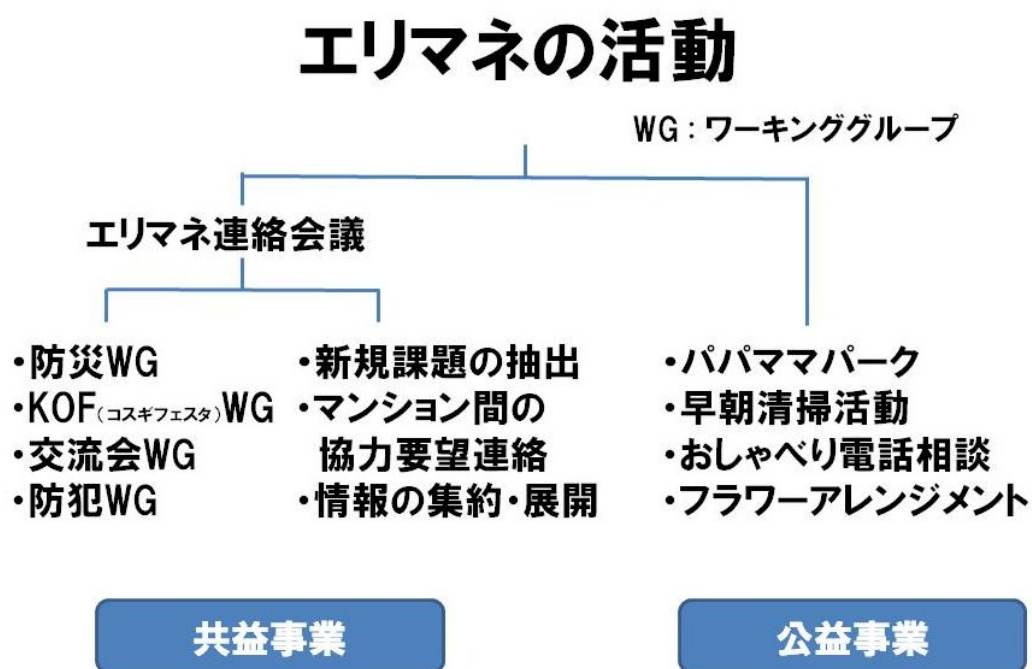 エリマネの活動
WG:ワーキンググループ
エリマネ連絡会議
・防災WG
・KOF(コスギフェスタ)WG
・交流会WG
・防犯WG
・新規課題の抽出
・マンション間の
協力要望連絡
・情報の集約・展開
・パパママパーク
・早朝清掃活動
・おしゃべり電話相談
・フラワーアレンジメント
共益事業
公益事業